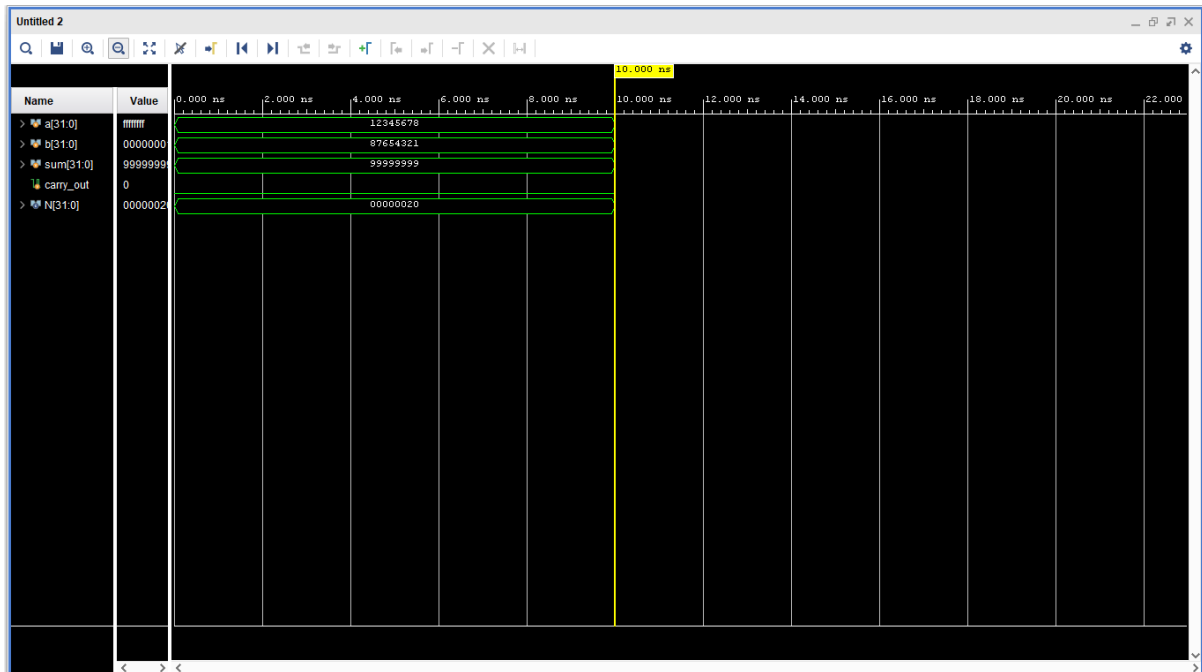 Untitled 2
10.000 ns
Name Value 0.000 ns 2.000 ns 4.000 ns 6.000 ns 8.000 ns 10.000 ns 12.000 ns 14.000 ns 16.000 ns 18.000 ns 20.000 ns 22.000
a[31:0] ffffffff 12345678
b[31:0] 0000000 87654321
sum[31:0] 9999999 99999999
carry_out 0
N[31:0] 0000002 00000020